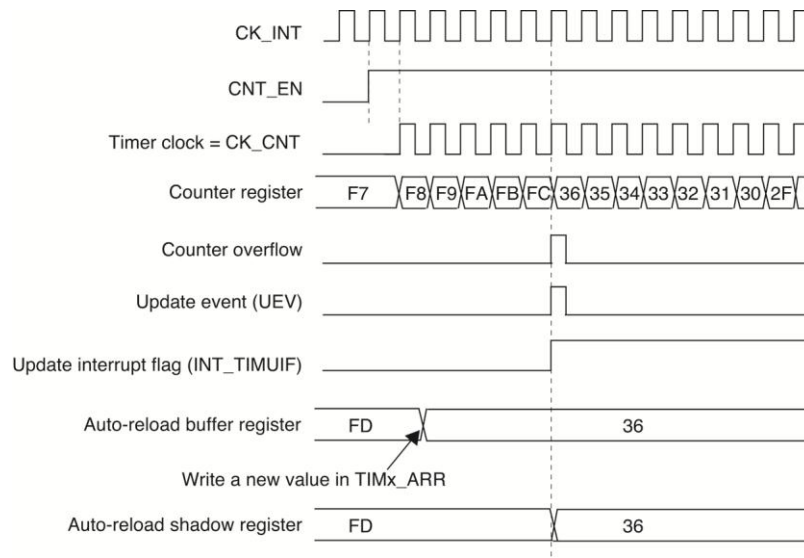 CK_INT
CNT_EN
Timer clock = CK_CNT
Counter register F7 F8 F9 FA FB FC 36 35 34 33 32 31 30 2F
Counter overflow
Update event (UEV)
Update interrupt flag (INT_TIMUIF)
Auto-reload buffer register FD 36
Write a new value in TIMx_ARR
Auto-reload shadow register FD 36